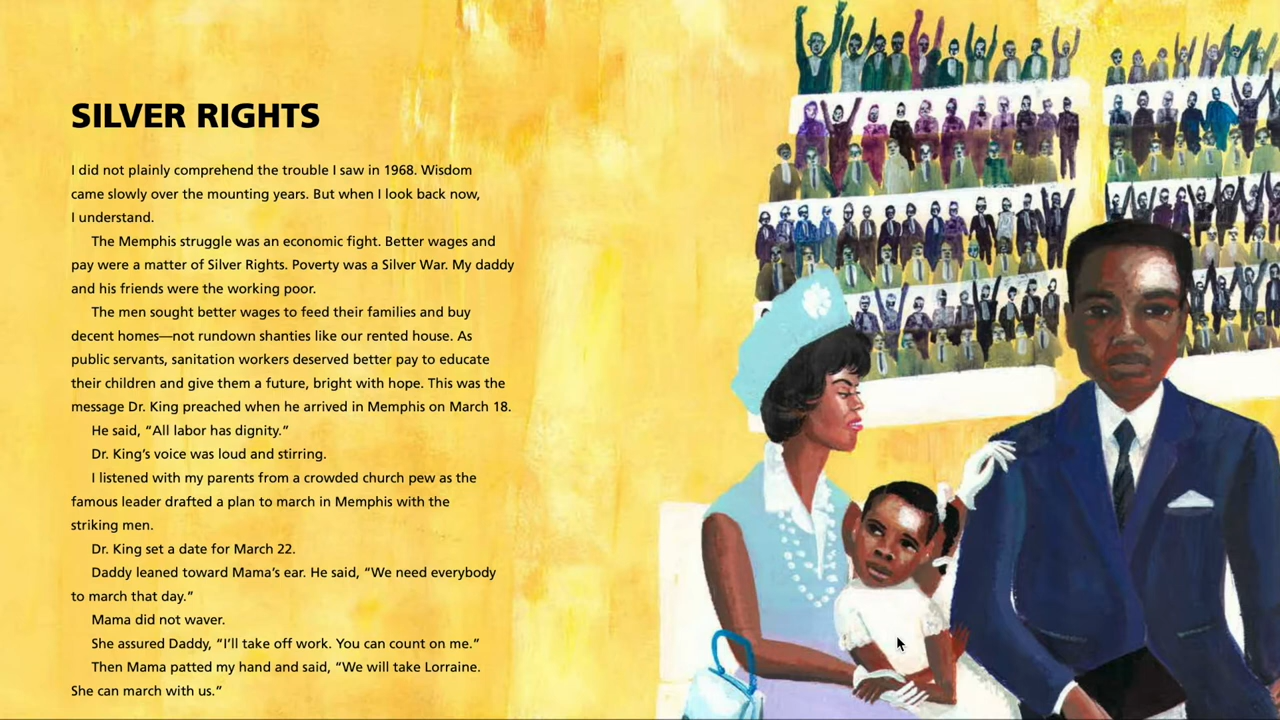 SILVER RIGHTS
I did not plainly comprehend the trouble I saw in 1968. Wisdom
came slowly over the mounting years. But when I look back now,
I understand.
The Memphis struggle was an economic fight. Better wages and
pay were a matter of Silver Rights. Poverty was a Silver War. My daddy
and his friends were the working poor.
The men sought better wages to feed their families and buy
decent homes—not rundown shanties like our rented house. As
public servants, sanitation workers deserved better pay to educate
their children and give them a future, bright with hope. This was the
message Dr. King preached when he arrived in Memphis on March 18.
He said, “All labor has dignity.”
Dr. King’s voice was loud and stirring.
I listened with my parents from a crowded church pew as the
famous leader drafted a plan to march in Memphis with the
striking men.
Dr. King set a date for March 22.
Daddy leaned toward Mama’s ear. He said, “We need everybody
to march that day.”
Mama did not waver.
She assured Daddy, “I’ll take off work. You can count on me.”
Then Mama patted my hand and said, “We will take Lorraine.
She can march with us.”